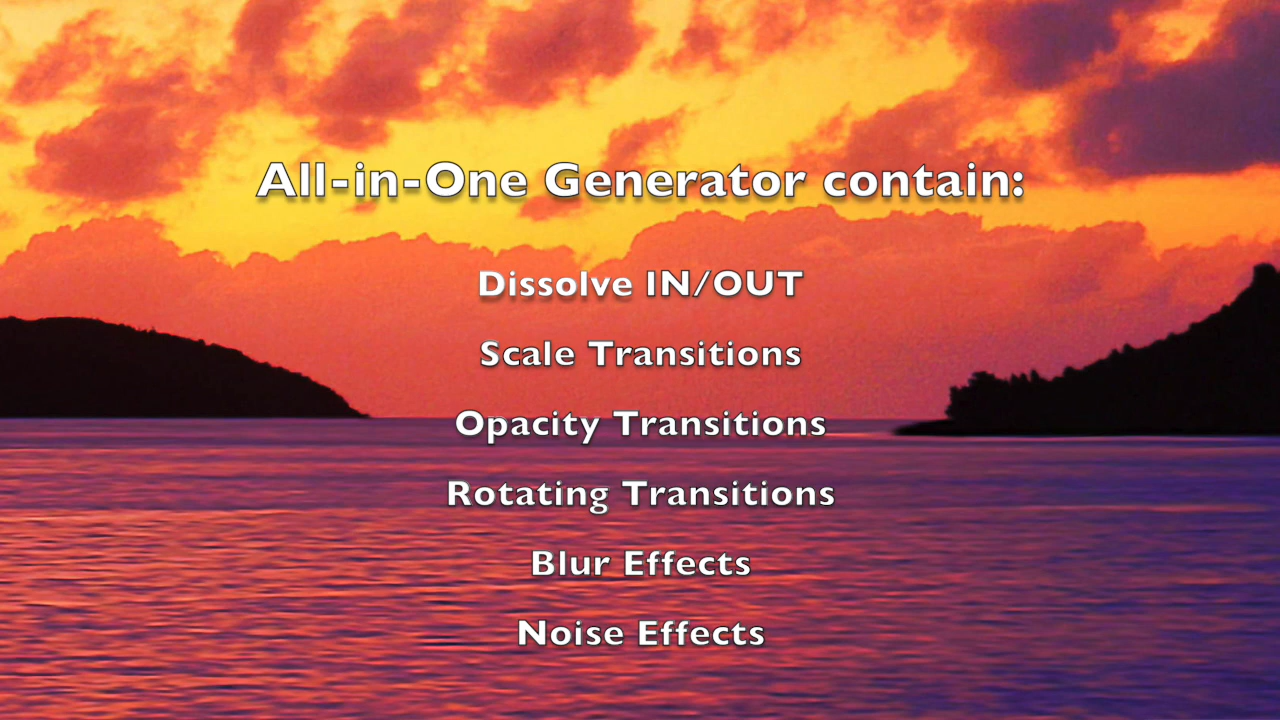 All-in-One Generator contain:
Dissolve IN/OUT
Scale Transitions
Opacity Transitions
Rotating Transitions
Blur Effects
Noise Effects